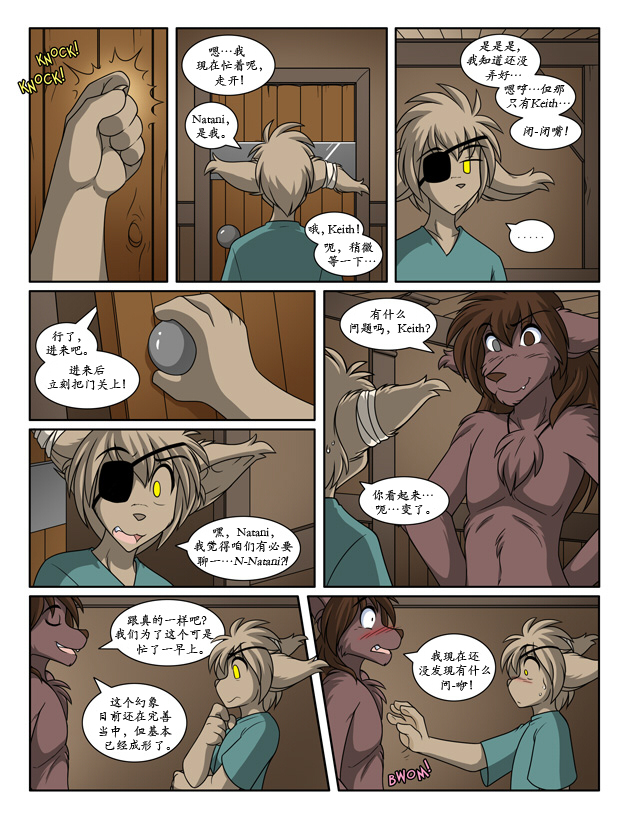 KNOCK!
KNOCK!
嗯…我
现在忙着呢，
走开！
Natani,
是我。
哦，Keith！
呃，稍微
等一下…
是是是，
我知道还没
弄好…
嗯哼…但那
只有Keith…
闭-闭嘴！
.....
行了，
进来吧。
进来后
立刻把门关上！
有什么
问题吗，Keith？
你看起来…
呃…变了。
嘿，Natani，
我觉得咱们有必要
聊一…N-Natani?!
跟真的一样吧？
我们为了这个可是
忙了一早上。
这个幻象
目前还在完善
当中，但基本
已经成形了。
我现在还
没发现有什么
问-咿！
BWOM!